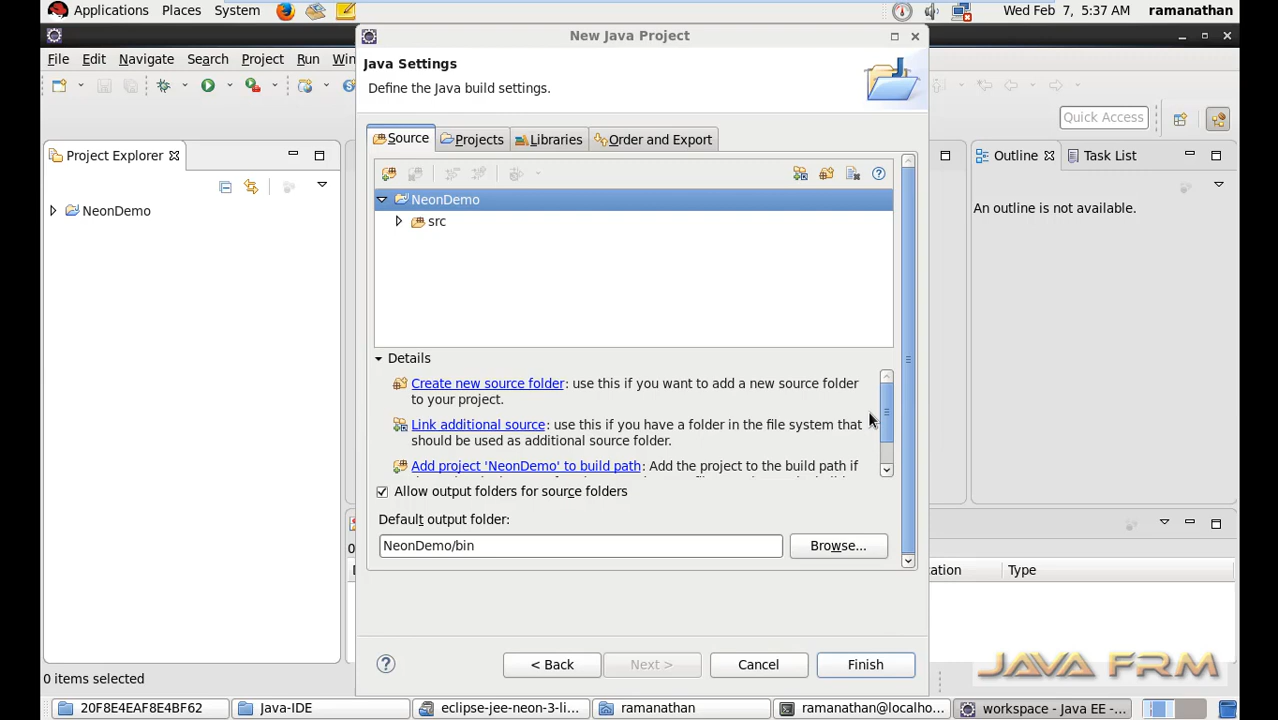 Applications Places System
Wed Feb 7, 5:37 AM ramanathan
New Java Project
File Edit Navigate Search Project Run Win
Java Settings
Define the Java build settings.
Quick Access
Source Projects Libraries Order and Export
Project Explorer
Outline Task List
NeonDemo
NeonDemo
src
An outline is not available.
Details
Create new source folder: use this if you want to add a new source folder
to your project.
Link additional source: use this if you have a folder in the file system that
should be used as additional source folder.
Add project 'NeonDemo' to build path: Add the project to the build path if
Allow output folders for source folders
Default output folder:
NeonDemo/bin
Browse...
ation Type
< Back Next > Cancel Finish
JAVA FRM
0 items selected
20F8E4EAF8E4BF62 Java-IDE eclipse-jee-neon-3-li... ramanathan ramanathan@localho... workspace - Java EE -...